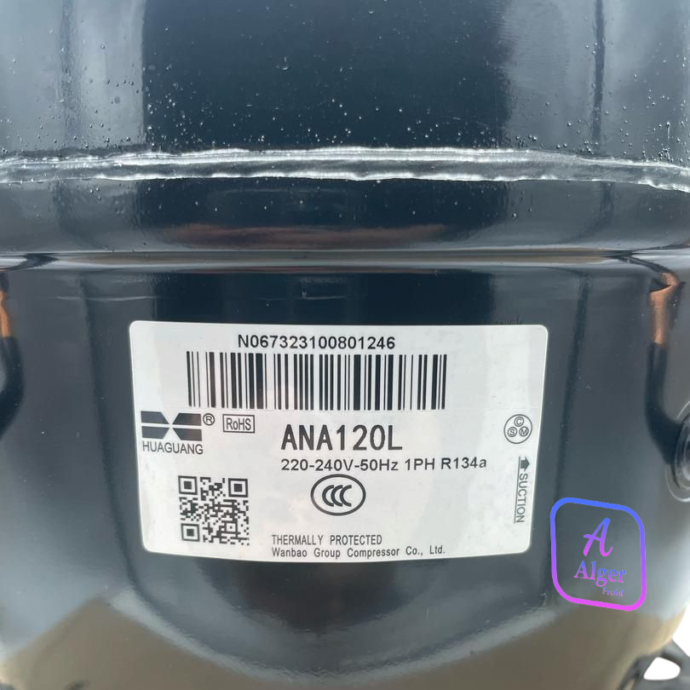 N067323100801246
HUAGUANG
®
RoHS
ANA120L
220-240V-50Hz 1PH R134a
CCC
SUCTION
THERMALLY PROTECTED
Wanbao Group Compressor Co., Ltd.
A
Alger